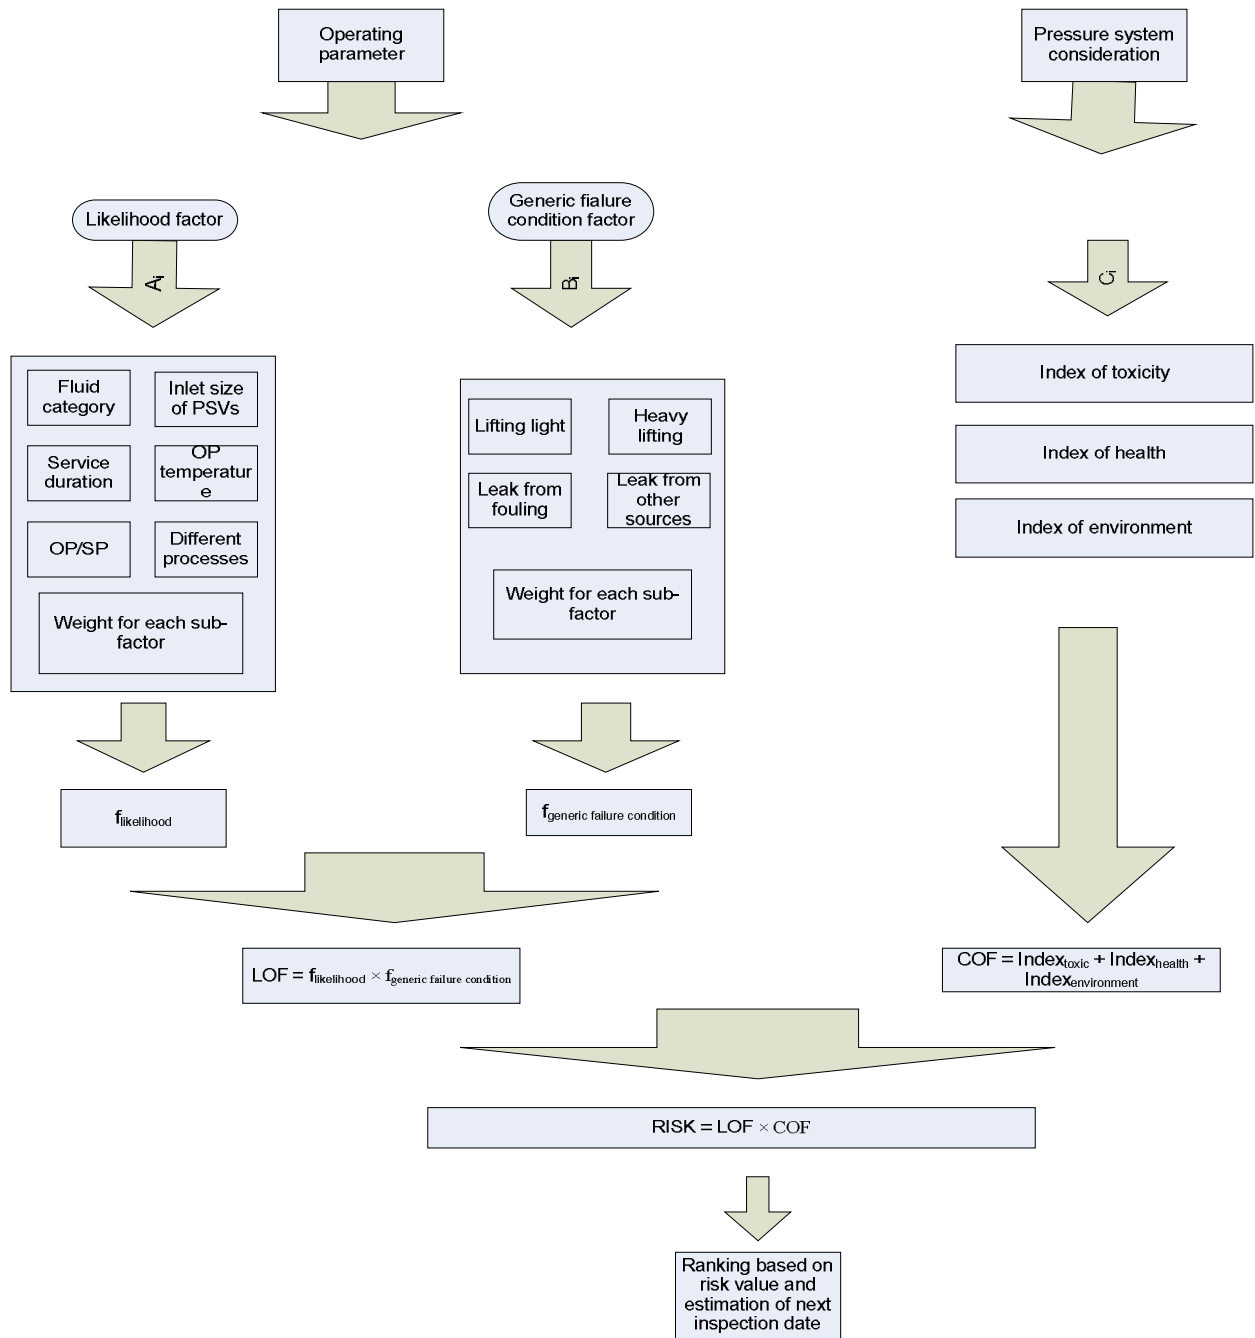 Operating
parameter
Pressure system
consideration
Likelihood factor
Generic fialure
condition factor
Ai
Bi
Ci
Fluid
category
Inlet size
of PSVs
Service
duration
OP
temperatur
e
OP/SP
Different
processes
Weight for each sub-
factor
Lifting light
Heavy
lifting
Leak from
fouling
Leak from
other
sources
Weight for each sub-
factor
Index of toxicity
Index of health
Index of environment
flikelihood
fgeneric failure condition
LOF = flikelihood × fgeneric failure condition
COF = Indextoxic + Indexhealth +
Indexenvironment
RISK = LOF × COF
Ranking based on
risk value and
estimation of next
inspection date